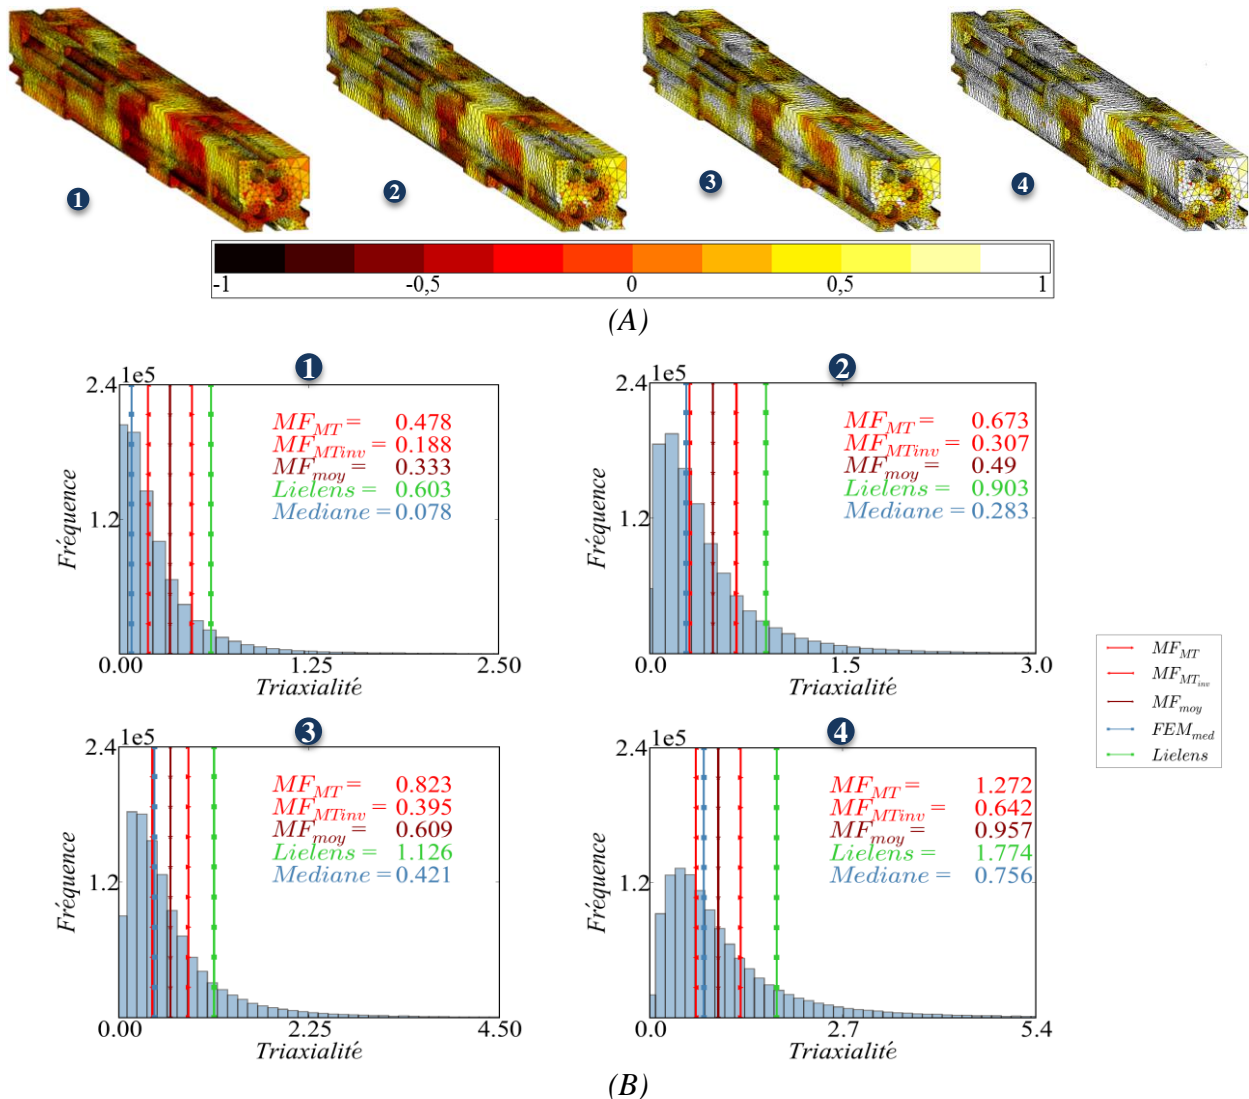 1 2 3 4
-1 -0,5 0 0,5 1
(A)
1
2.4 1e5
MF_MT = 0.478
MF_MTinv = 0.188
MF_moy = 0.333
Lielens = 0.603
Mediane = 0.078
1.2
Fréquence
0.00 1.25 2.50
Triaxialité
2
2.4 1e5
MF_MT = 0.673
MF_MTinv = 0.307
MF_moy = 0.49
Lielens = 0.903
Mediane = 0.283
1.2
Fréquence
0.0 1.5 3.0
Triaxialité
MF_MT
MF_MTinv
MF_moy
FEM_med
Lielens
3
2.4 1e5
MF_MT = 0.823
MF_MTinv = 0.395
MF_moy = 0.609
Lielens = 1.126
Mediane = 0.421
1.2
Fréquence
0.00 2.25 4.50
Triaxialité
4
2.4 1e5
MF_MT = 1.272
MF_MTinv = 0.642
MF_moy = 0.957
Lielens = 1.774
Mediane = 0.756
1.2
Fréquence
0.0 2.7 5.4
Triaxialité
(B)